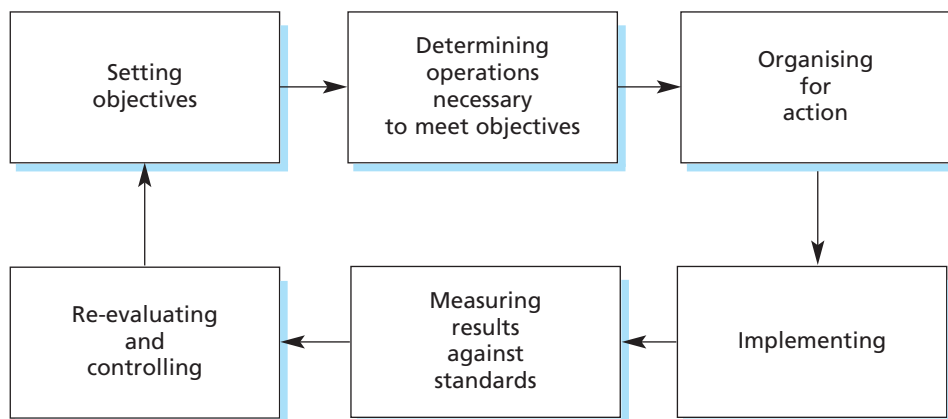 Setting
objectives
Determining
operations
necessary
to meet objectives
Organising
for
action
Implementing
Measuring
results
against
standards
Re-evaluating
and
controlling